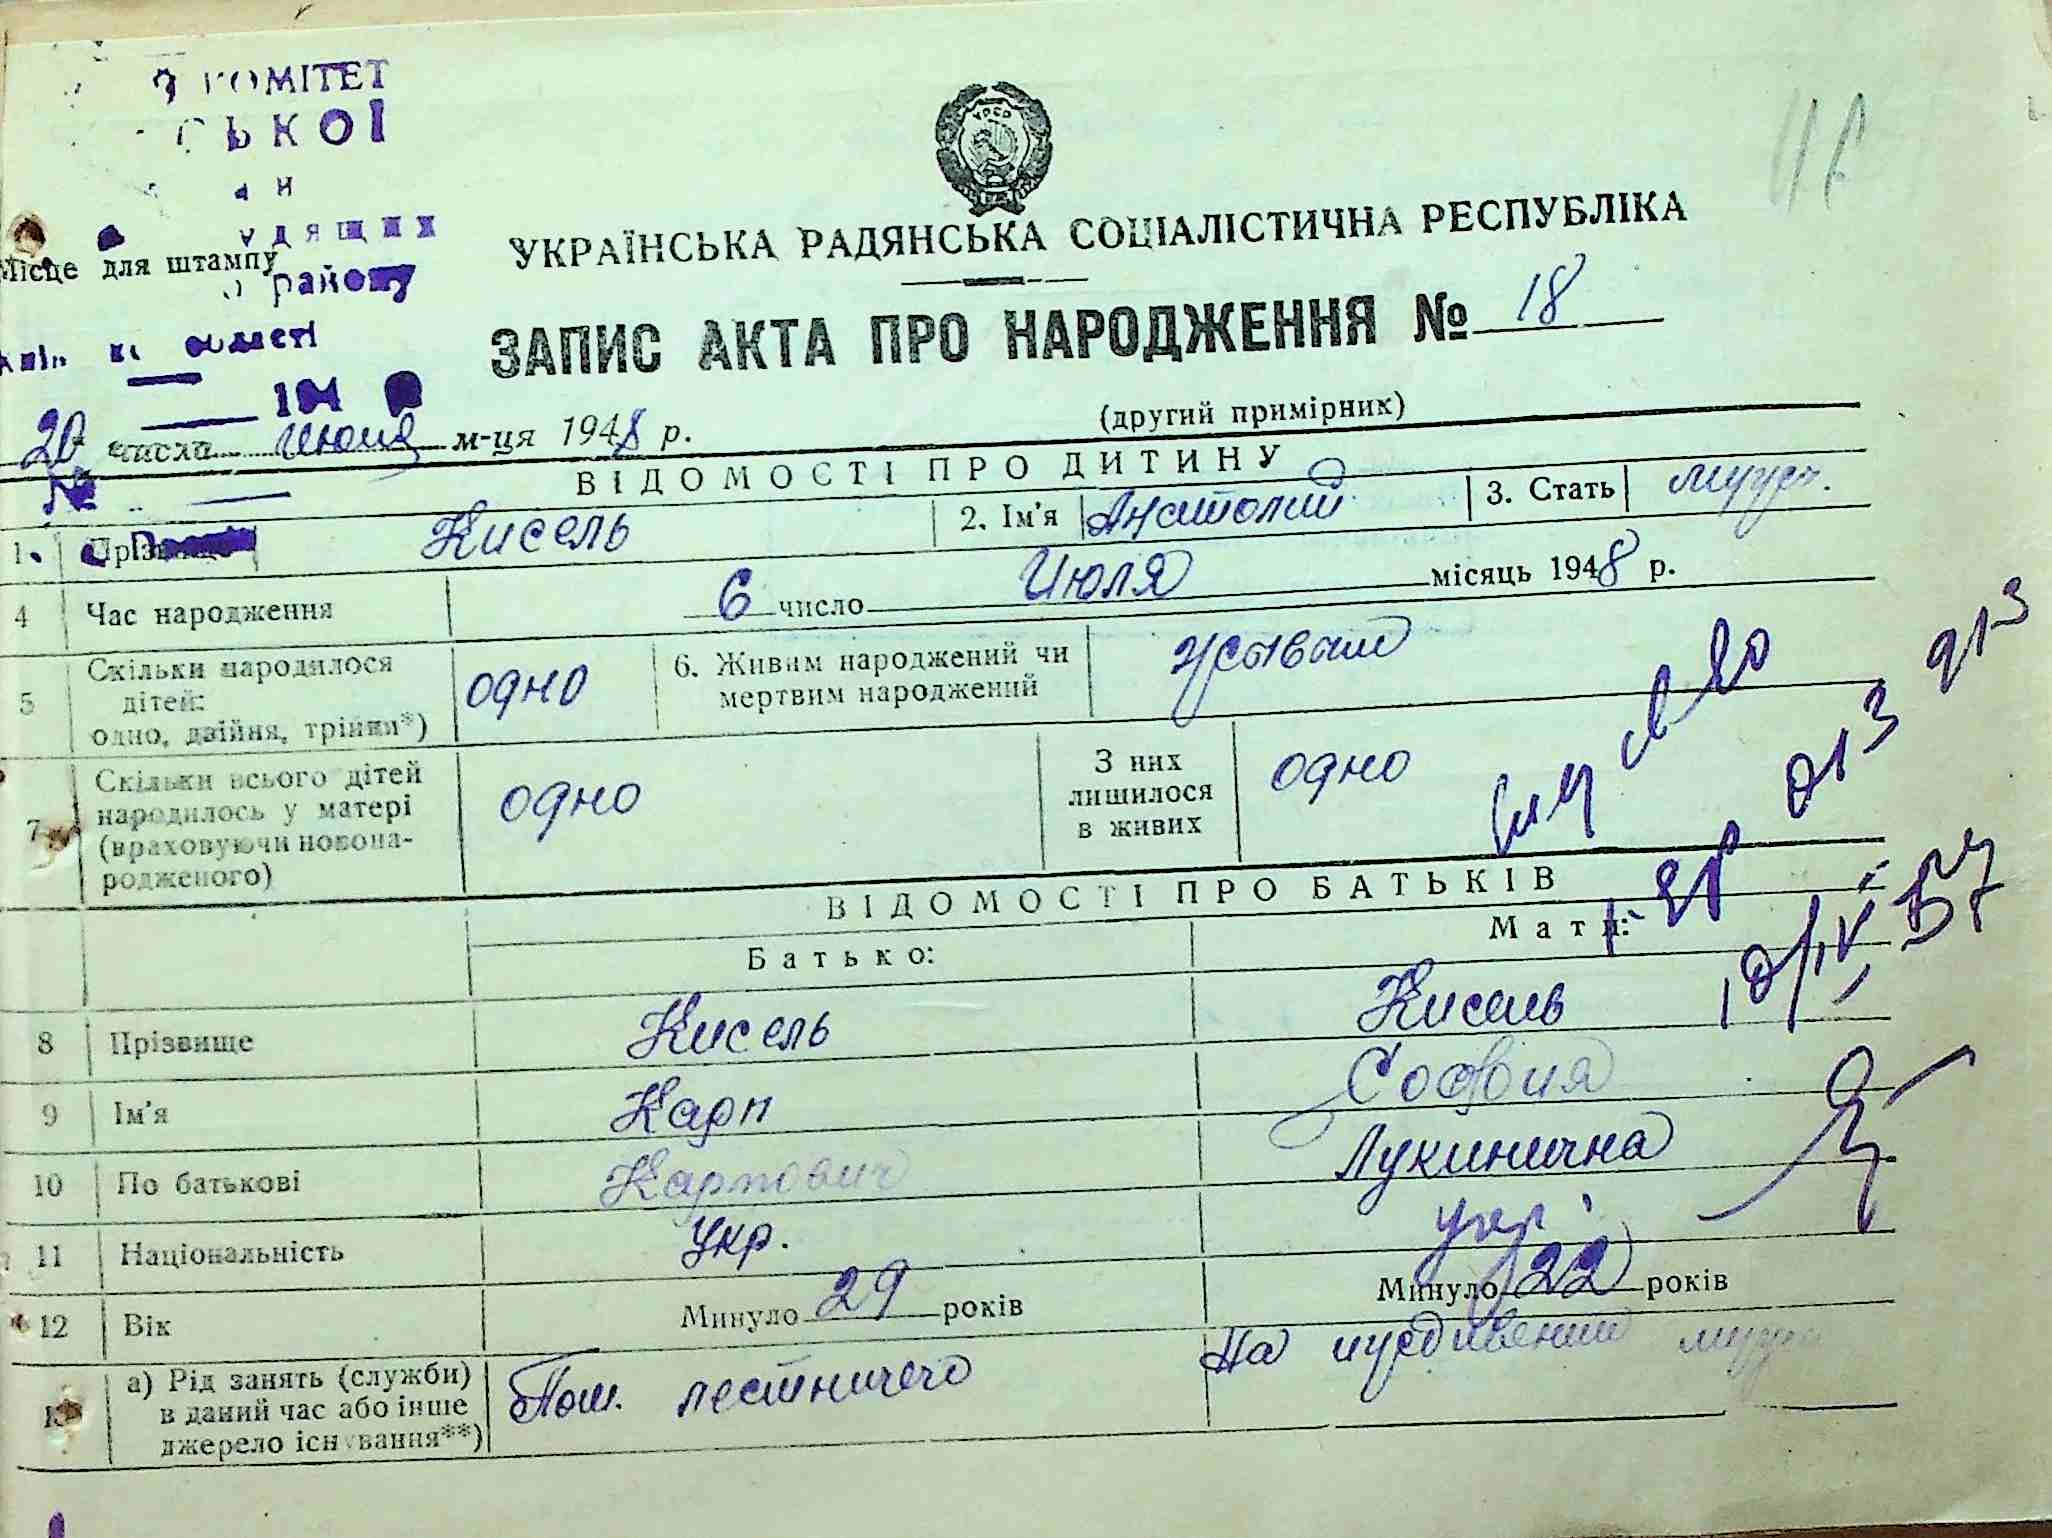 КОМІТЕТ
СЬКОЇ
Місце для штампу
району
УРСР
УКРАЇНСЬКА РАДЯНСЬКА СОЦІАЛІСТИЧНА РЕСПУБЛІКА
ЗАПИС АКТА ПРО НАРОДЖЕННЯ № 18
(другий примірник)
194
20 числа июня м-ця 1948 р.
№
ВІДОМОСТІ ПРО ДИТИНУ
1. Прізвище Кисель 2. Ім'я Анатолий 3. Стать мужс.
4 Час народження 6 число Июля місяць 1948 р.
5 Скільки народилося дітей: одно, двійня, трійня*) одно 6. Живим народжений чи мертвим народжений живым
7 Скільки всього дітей народилось у матері (враховуючи новонародженого) одно З них лишилося в живих одно
ВІДОМОСТІ ПРО БАТЬКІВ
Батько: Мати:
8 Прізвище Кисель Кисель
9 Ім'я Карп София
10 По батькові Карпович Лукинична
11 Національність Укр. укр.
12 Вік Минуло 29 років Минуло 22 років
13 а) Рід занять (служби) в даний час або інше джерело існування**) Пом. лестничего На иждивении мужа